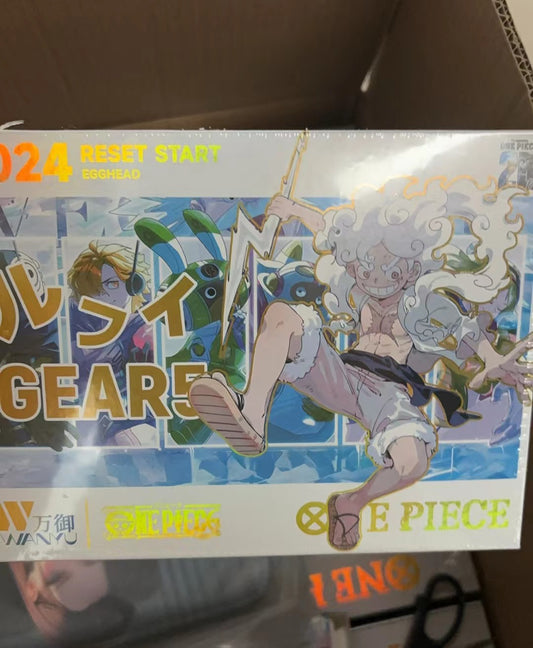 024 RESET START
EGGHEAD
ONE PIECE
ルフィ
GEAR5
万御
WANYU
ONE PIECE
E PIECE